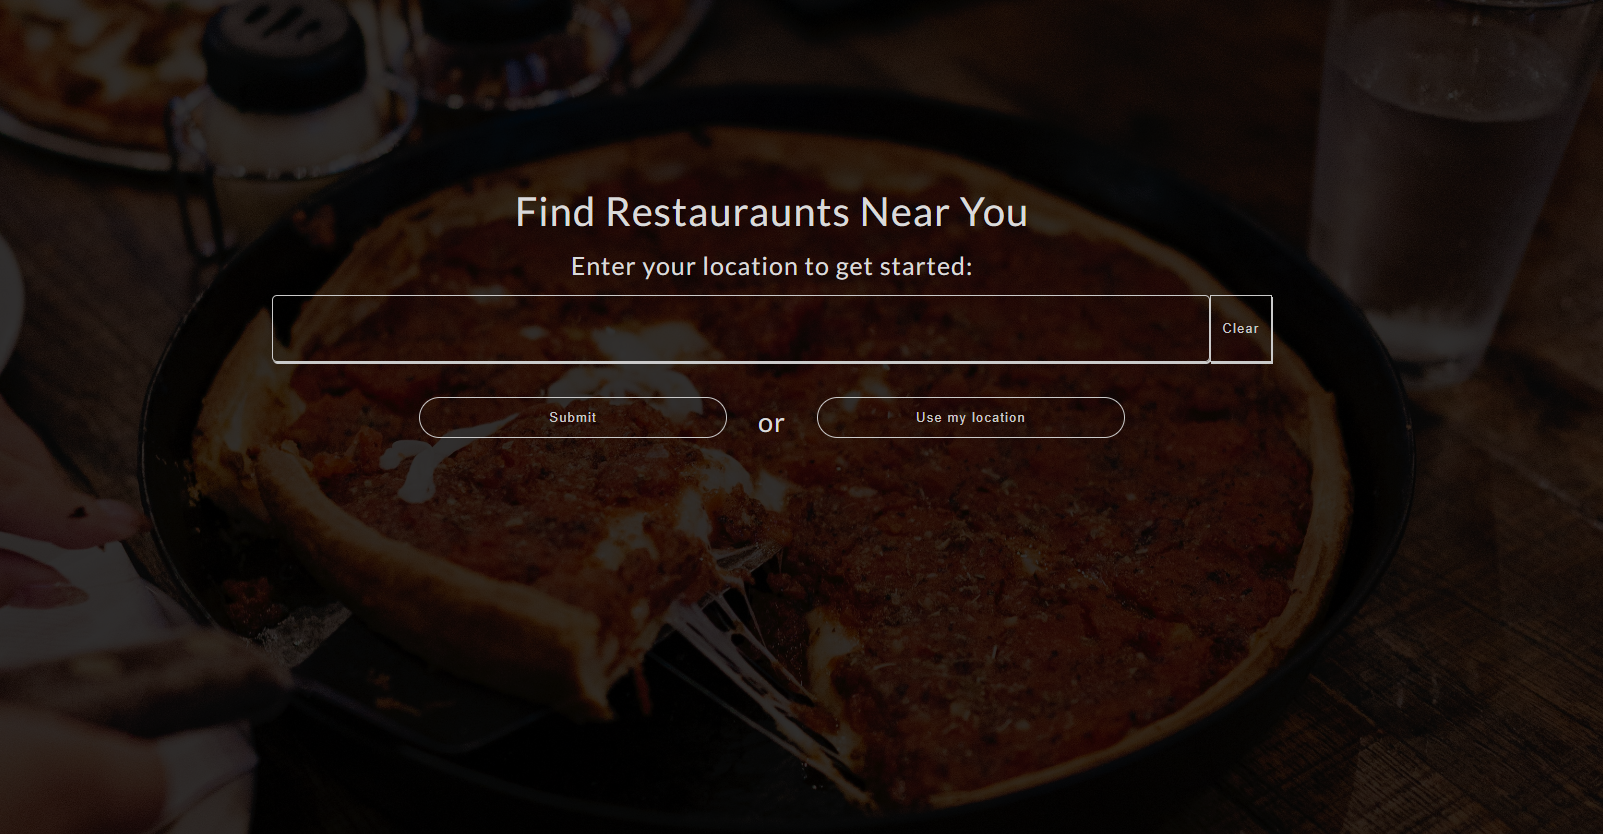 Find Restauraunts Near You
Enter your location to get started:
Clear
Submit or Use my location